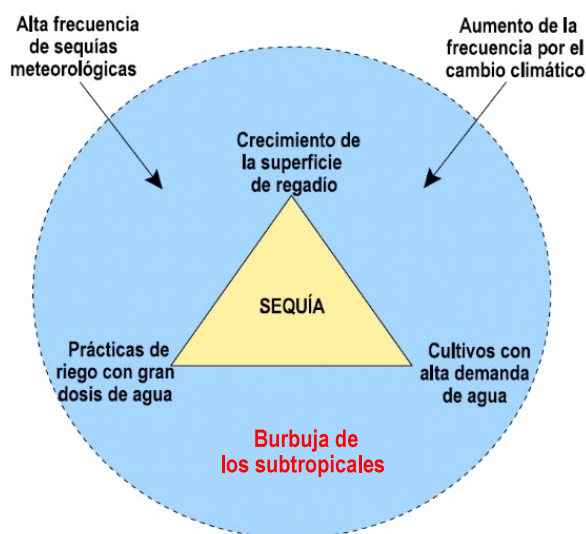 Alta frecuencia
de sequías
meteorológicas
Aumento de la
frecuencia por el
cambio climático
Crecimiento de
la superficie
de regadío
SEQUÍA
Prácticas de
riego con gran
dosis de agua
Cultivos con
alta demanda
de agua
Burbuja de
los subtropicales